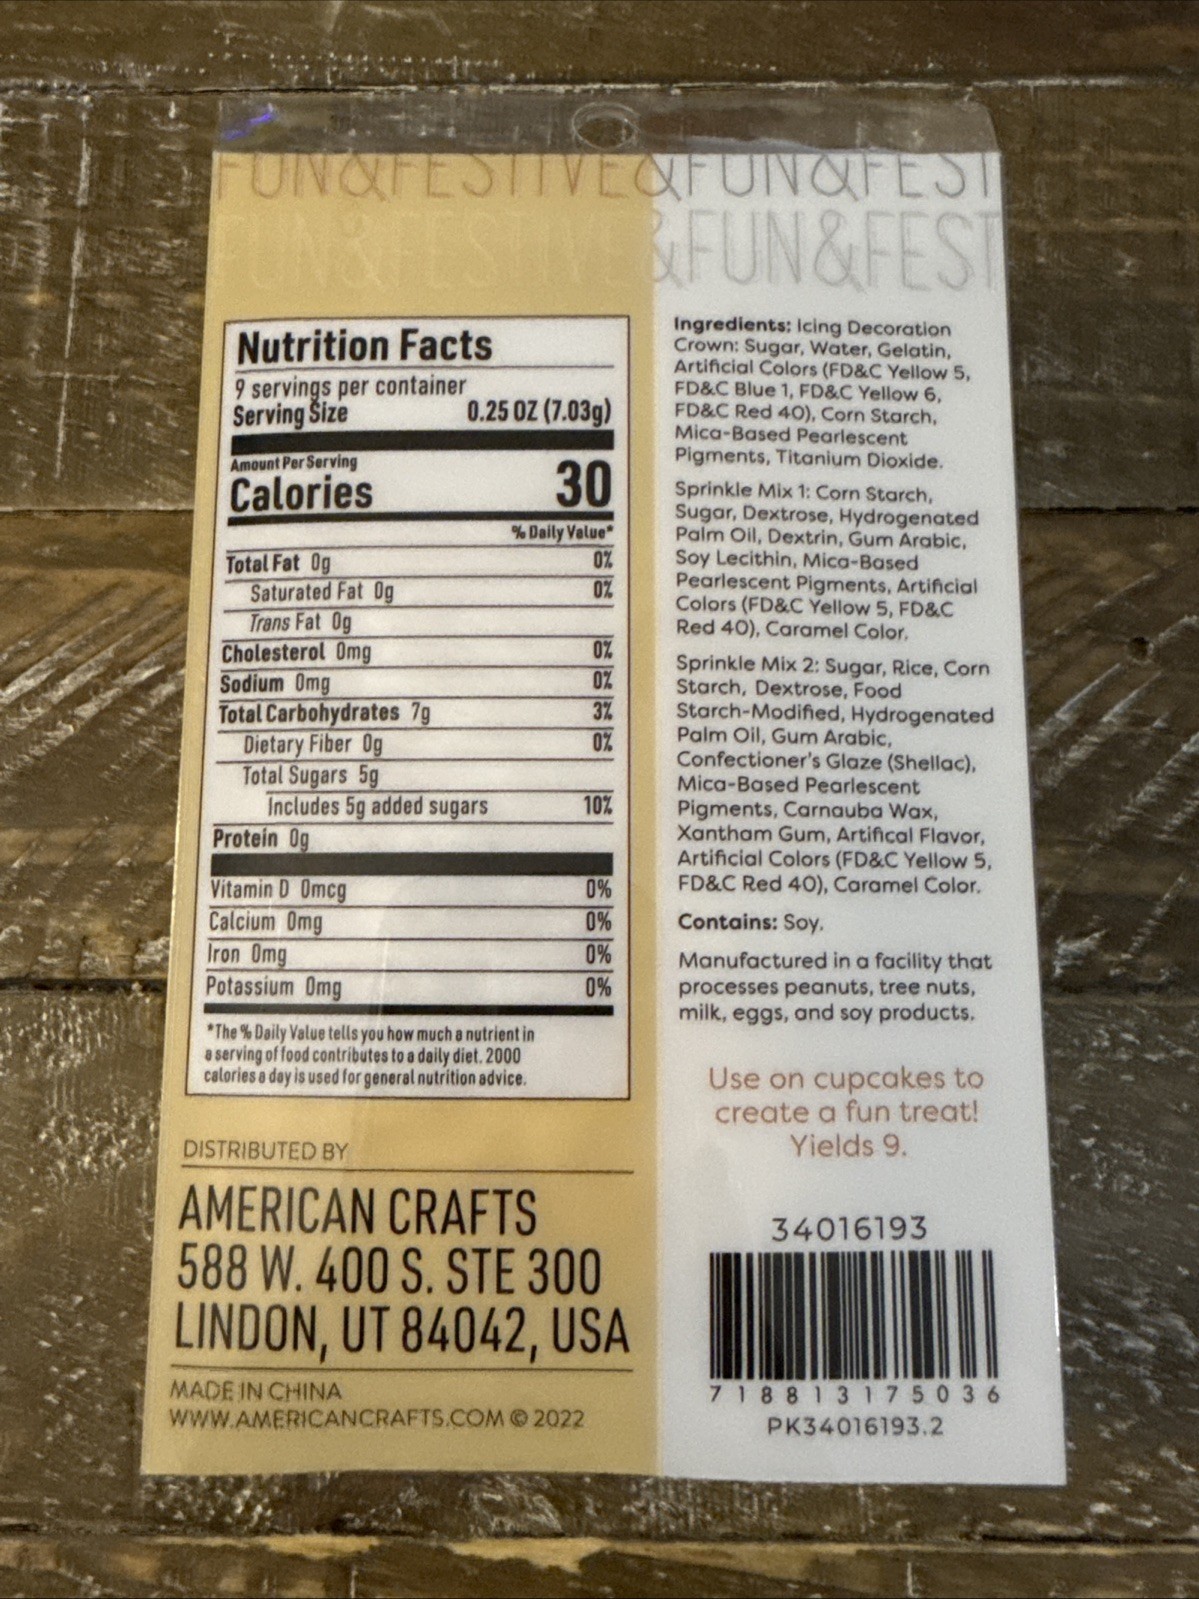 FUN&FESTIVE&FUN&FEST
FUN&FESTIVE&FUN&FEST
Nutrition Facts
9 servings per container
Serving Size 0.25 OZ (7.03g)
Amount Per Serving
Calories 30
% Daily Value*
Total Fat 0g 0%
Saturated Fat 0g 0%
Trans Fat 0g
Cholesterol 0mg 0%
Sodium 0mg 0%
Total Carbohydrates 7g 3%
Dietary Fiber 0g 0%
Total Sugars 5g
Includes 5g added sugars 10%
Protein 0g
Vitamin D 0mcg 0%
Calcium 0mg 0%
Iron 0mg 0%
Potassium 0mg 0%
*The % Daily Value tells you how much a nutrient in
a serving of food contributes to a daily diet. 2000
calories a day is used for general nutrition advice.
DISTRIBUTED BY
AMERICAN CRAFTS
588 W. 400 S. STE 300
LINDON, UT 84042, USA
MADE IN CHINA
WWW.AMERICANCRAFTS.COM © 2022
Ingredients: Icing Decoration
Crown: Sugar, Water, Gelatin,
Artificial Colors (FD&C Yellow 5,
FD&C Blue 1, FD&C Yellow 6,
FD&C Red 40), Corn Starch,
Mica-Based Pearlescent
Pigments, Titanium Dioxide.
Sprinkle Mix 1: Corn Starch,
Sugar, Dextrose, Hydrogenated
Palm Oil, Dextrin, Gum Arabic,
Soy Lecithin, Mica-Based
Pearlescent Pigments, Artificial
Colors (FD&C Yellow 5, FD&C
Red 40), Caramel Color.
Sprinkle Mix 2: Sugar, Rice, Corn
Starch, Dextrose, Food
Starch-Modified, Hydrogenated
Palm Oil, Gum Arabic,
Confectioner's Glaze (Shellac),
Mica-Based Pearlescent
Pigments, Carnauba Wax,
Xantham Gum, Artifical Flavor,
Artificial Colors (FD&C Yellow 5,
FD&C Red 40), Caramel Color.
Contains: Soy.
Manufactured in a facility that
processes peanuts, tree nuts,
milk, eggs, and soy products.
Use on cupcakes to
create a fun treat!
Yields 9.
34016193
7 18813 17503 6
PK34016193.2